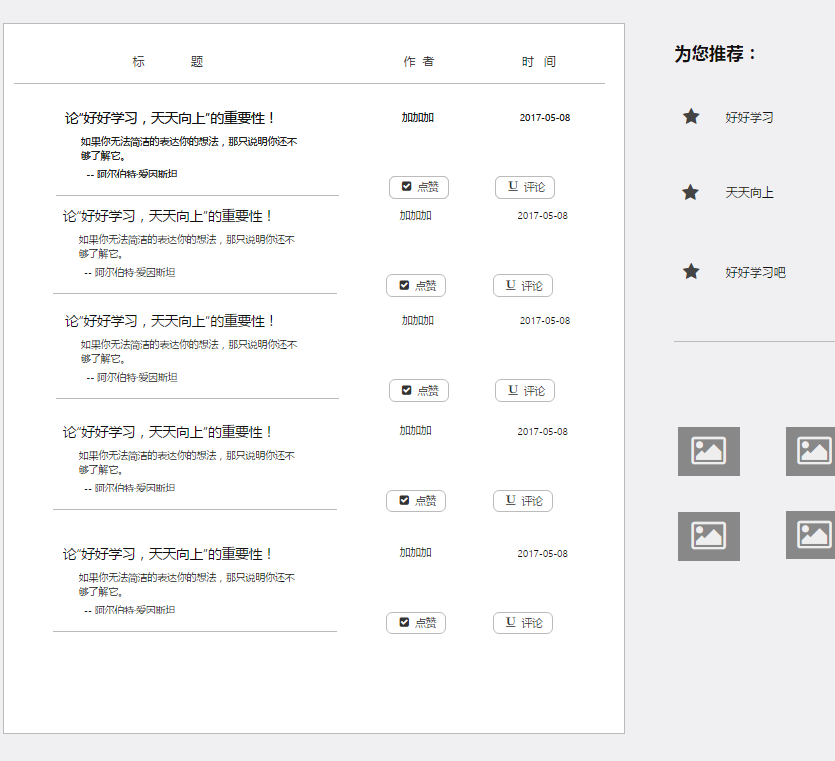 标 题 作 者 时 间
论“好好学习，天天向上”的重要性！ 加加加 2017-05-08
如果你无法简洁的表达你的想法，那只说明你还不
够了解它。
-- 阿尔伯特·爱因斯坦
点赞 U 评论
论“好好学习，天天向上”的重要性！ 加加加 2017-05-08
如果你无法简洁的表达你的想法，那只说明你还不
够了解它。
-- 阿尔伯特·爱因斯坦
点赞 U 评论
论“好好学习，天天向上”的重要性！ 加加加 2017-05-08
如果你无法简洁的表达你的想法，那只说明你还不
够了解它。
-- 阿尔伯特·爱因斯坦
点赞 U 评论
论“好好学习，天天向上”的重要性！ 加加加 2017-05-08
如果你无法简洁的表达你的想法，那只说明你还不
够了解它。
-- 阿尔伯特·爱因斯坦
点赞 U 评论
论“好好学习，天天向上”的重要性！ 加加加 2017-05-08
如果你无法简洁的表达你的想法，那只说明你还不
够了解它。
-- 阿尔伯特·爱因斯坦
点赞 U 评论
为您推荐：
好好学习
天天向上
好好学习吧